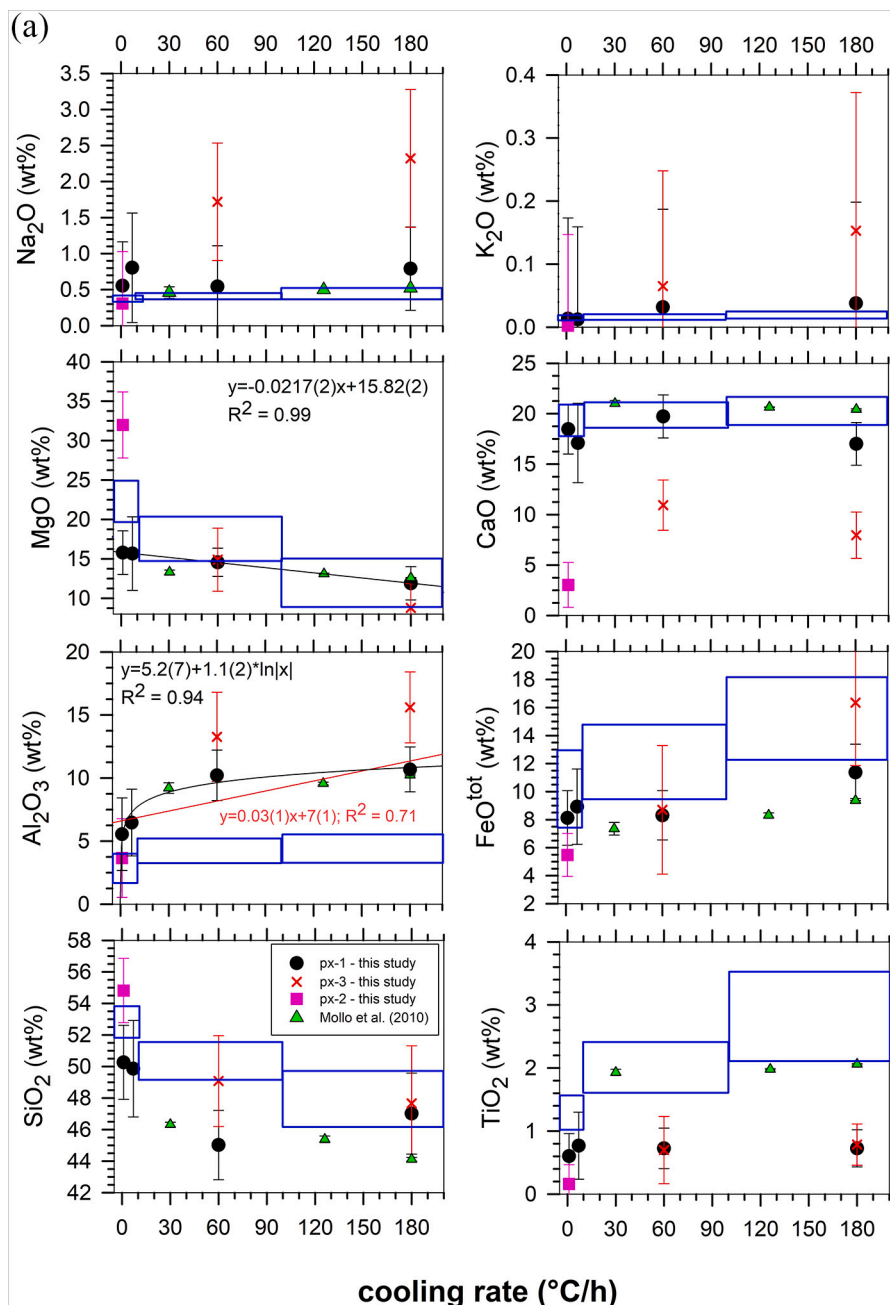 (a)
0 30 60 90 120 150 180
0 30 60 90 120 150 180
3.5
3.0
2.5
2.0
1.5
1.0
0.5
0.0
Na₂O (wt%)
0.4
0.3
0.2
0.1
0.0
K₂O (wt%)
40
35
30
25
20
15
10
MgO (wt%)
y=-0.0217(2)x+15.82(2)
R² = 0.99
25
20
15
10
5
0
CaO (wt%)
20
15
10
5
0
Al₂O₃ (wt%)
y=5.2(7)+1.1(2)*ln|x|
R² = 0.94
y=0.03(1)x+7(1); R² = 0.71
20
18
16
14
12
10
8
6
4
2
FeOᵗᵒᵗ (wt%)
58
56
54
52
50
48
46
44
42
SiO₂ (wt%)
px-1 - this study
px-3 - this study
px-2 - this study
Mollo et al. (2010)
4
3
2
1
0
TiO₂ (wt%)
0 30 60 90 120 150 180
0 30 60 90 120 150 180
cooling rate (°C/h)